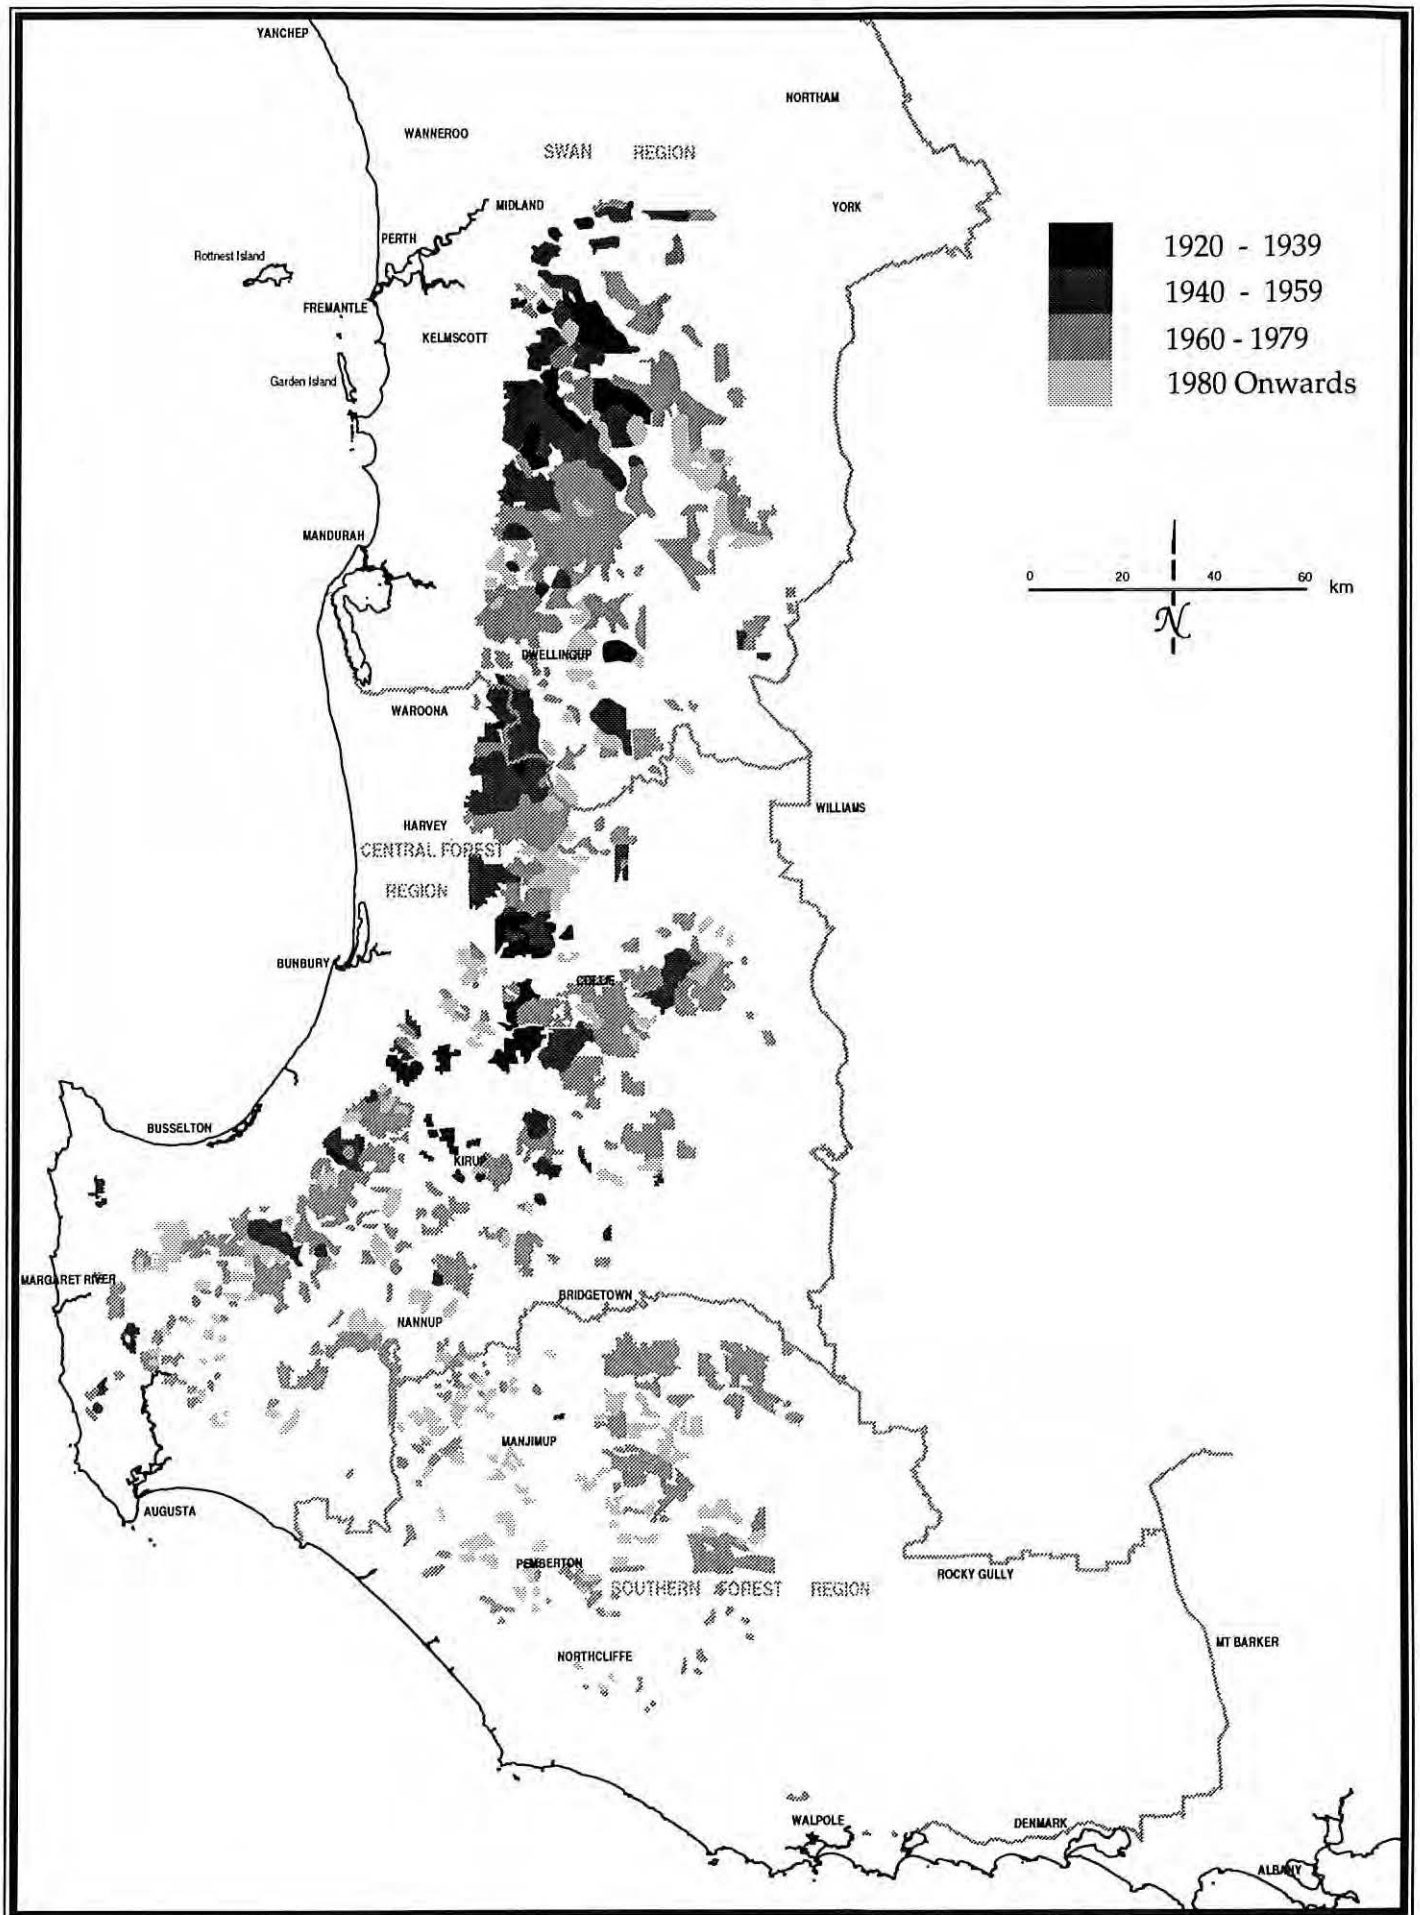 YANCHEP
NORTHAM
WANNEROO
SWAN REGION
MIDLAND
YORK
PERTH
Rottnest Island
1920 - 1939
1940 - 1959
1960 - 1979
1980 Onwards
FREMANTLE
KELMSCOTT
Garden Island
MANDURAH
0 20 40 60 km
N
DWELLINGUP
WAROONA
WILLIAMS
HARVEY
CENTRAL FOREST
REGION
BUNBURY
COLLIE
BUSSELTON
KIRUP
MARGARET RIVER
BRIDGETOWN
NANNUP
MANJIMUP
AUGUSTA
PEMBERTON
ROCKY GULLY
SOUTHERN FOREST REGION
MT BARKER
NORTHCLIFFE
WALPOLE
DENMARK
ALBANY